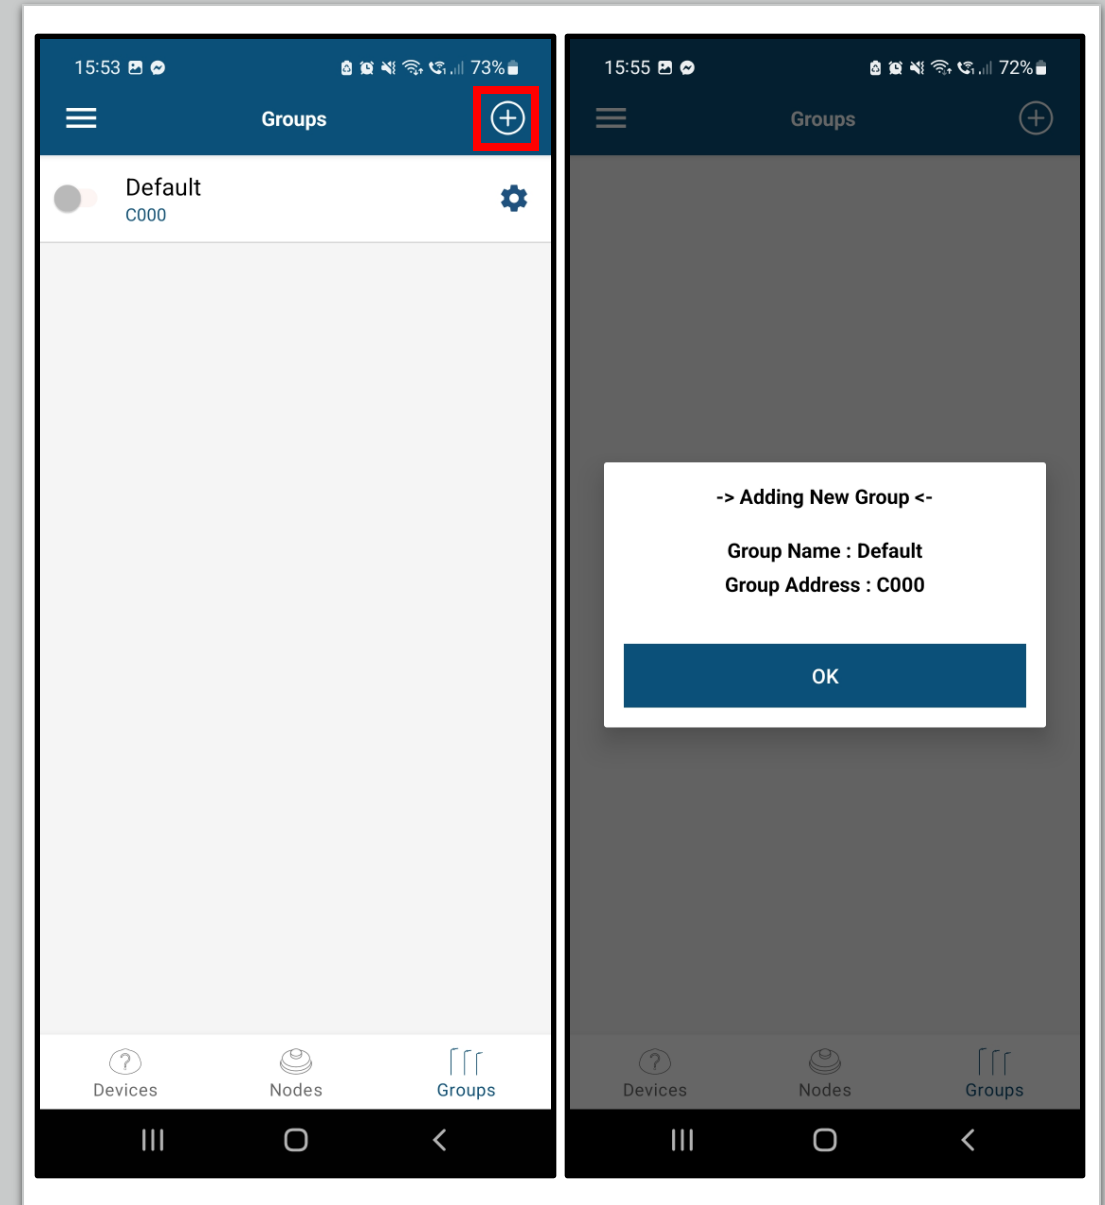 15:53
73%
Groups
Default
C000
Devices
Nodes
Groups
15:55
72%
Groups
-> Adding New Group <-
Group Name : Default
Group Address : C000
OK
Devices
Nodes
Groups